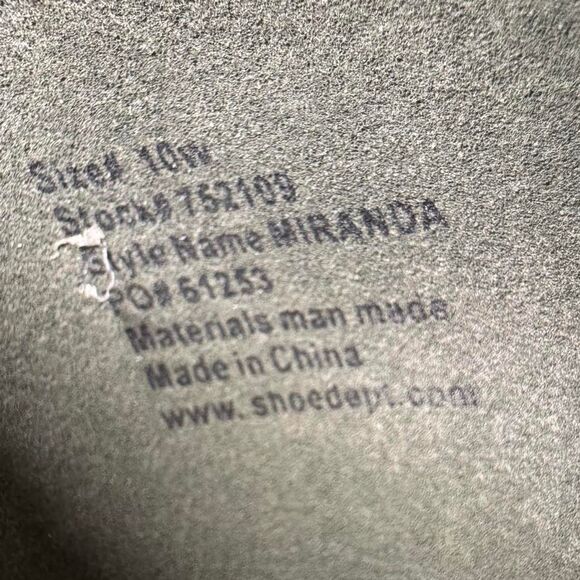 Size# 10W
Stock# 752109
Style Name MIRANDA
PO# 61253
Materials man made
Made in China
www.shoedept.com